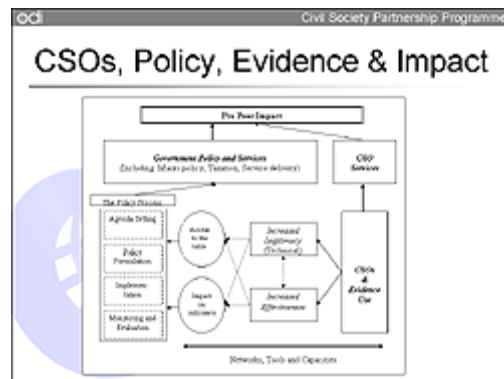 odi
Civil Society Partnership Programme
CSOs, Policy, Evidence & Impact
Pro Poor Impact
Government Policy and Services
(Including: Macro policy, Taxation, Service delivery)
CSO
Services
The Policy Process
Agenda Setting
Policy
Formulation
Implemen-
tation
Monitoring and
Evaluation
Access
to the
table
Impact
on
outcomes
Increased
Legitimacy
Increased
Effectiveness
CSOs
&
Evidence
Use
Networks, Tools and Capacities